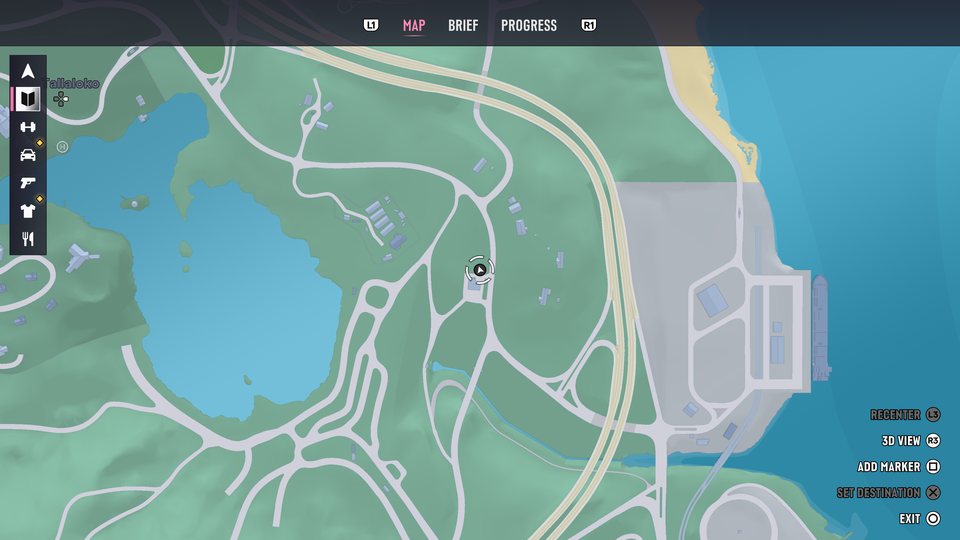 L1 MAP BRIEF PROGRESS R1
Tallaloko
H
RECENTER L3
3D VIEW R3
ADD MARKER
SET DESTINATION
EXIT